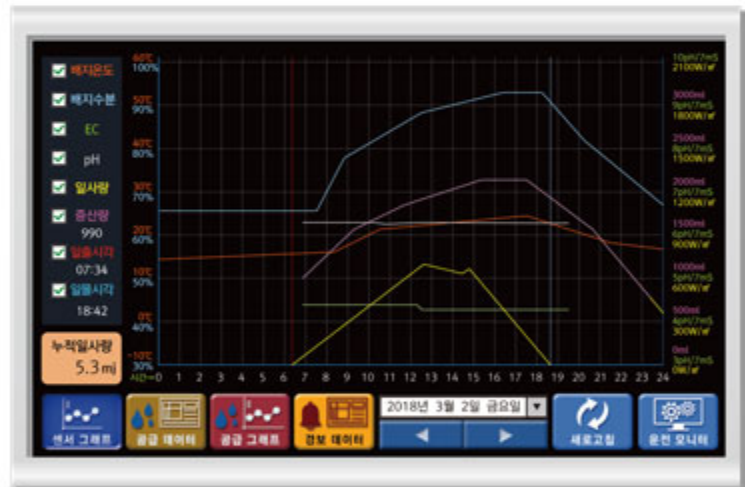 배지온도
배지수분
EC
pH
일사량
증산량
990
일출시각
07:34
일몰시각
18:42
누적일사량
5.3mj
60℃
100%
50℃
90%
40℃
80%
30℃
70%
20℃
60%
10℃
50%
0℃
40%
-10℃
30%
10pH/7mS
2100W/㎡
3000ml
9pH/7mS
1800W/㎡
2500ml
8pH/7mS
1500W/㎡
2000ml
7pH/7mS
1200W/㎡
1500ml
6pH/7mS
900W/㎡
1000ml
5pH/7mS
600W/㎡
500ml
4pH/7mS
300W/㎡
0ml
3pH/7mS
0W/㎡
시간⇒0 1 2 3 4 5 6 7 8 9 10 11 12 13 14 15 16 17 18 19 20 21 22 23 24
센서 그래프
공급 데이터
공급 그래프
경보 데이터
2018년 3월 2일 금요일
새로고침
운전 모니터